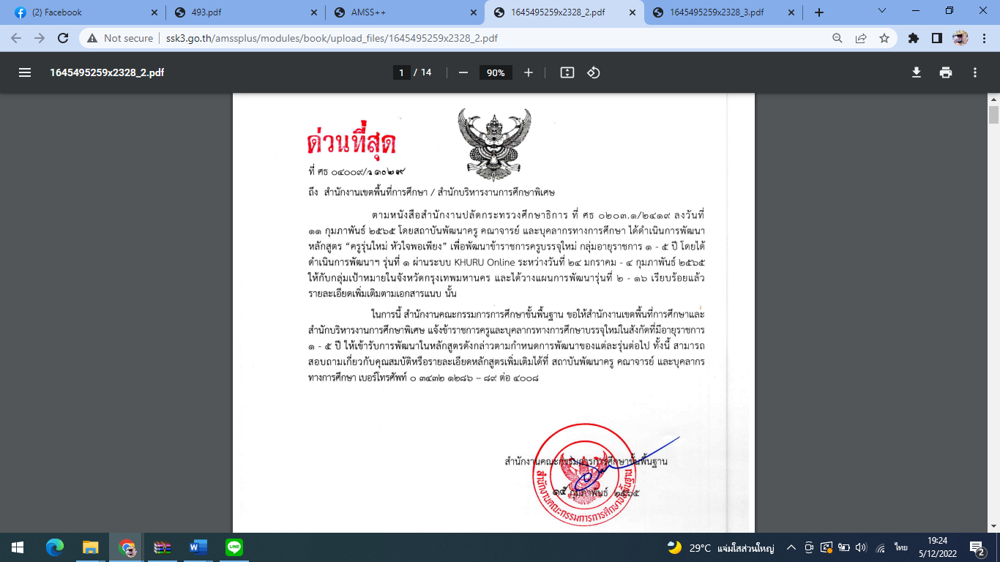 (2) Facebook
493.pdf
AMSS++
1645495259x2328_2.pdf
1645495259x2328_3.pdf
Not secure
ssk3.go.th/amssplus/modules/book/upload_files/1645495259x2328_2.pdf
1645495259x2328_2.pdf
1 / 14
90%
ด่วนที่สุด
ที่ ศธ ๐๔๐๐๙/ว๑๐๒๙
ถึง สำนักงานเขตพื้นที่การศึกษา / สำนักบริหารงานการศึกษาพิเศษ
ตามหนังสือสำนักงานปลัดกระทรวงศึกษาธิการ ที่ ศธ ๐๒๐๓.๑/๒๔๑๙ ลงวันที่
๑๑ กุมภาพันธ์ ๒๕๖๕ โดยสถาบันพัฒนาครู คณาจารย์ และบุคลากรทางการศึกษา ได้ดำเนินการพัฒนา
หลักสูตร “ครูรุ่นใหม่ หัวใจพอเพียง” เพื่อพัฒนาข้าราชการครูบรรจุใหม่ กลุ่มอายุราชการ ๑ - ๕ ปี โดยได้
ดำเนินการพัฒนาฯ รุ่นที่ ๑ ผ่านระบบ KHURU Online ระหว่างวันที่ ๒๔ มกราคม - ๔ กุมภาพันธ์ ๒๕๖๕
ให้กับกลุ่มเป้าหมายในจังหวัดกรุงเทพมหานคร และได้วางแผนการพัฒนารุ่นที่ ๒ - ๑๖ เรียบร้อยแล้ว
รายละเอียดเพิ่มเติมตามเอกสารแนบ นั้น
ในการนี้ สำนักงานคณะกรรมการการศึกษาขั้นพื้นฐาน ขอให้สำนักงานเขตพื้นที่การศึกษาและ
สำนักบริหารงานการศึกษาพิเศษ แจ้งข้าราชการครูและบุคลากรทางการศึกษาบรรจุใหม่ในสังกัดที่มีอายุราชการ
๑ - ๕ ปี ให้เข้ารับการพัฒนาในหลักสูตรดังกล่าวตามกำหนดการพัฒนาของแต่ละรุ่นต่อไป ทั้งนี้ สามารถ
สอบถามเกี่ยวกับคุณสมบัติหรือรายละเอียดหลักสูตรเพิ่มเติมได้ที่ สถาบันพัฒนาครู คณาจารย์ และบุคลากร
ทางการศึกษา เบอร์โทรศัพท์ ๐ ๓๔๓๒ ๑๒๘๖ – ๘๙ ต่อ ๔๐๐๘
สำนักงานคณะกรรมการการศึกษาขั้นพื้นฐาน
๑๕ กุมภาพันธ์ ๒๕๖๕
สำนักงานคณะกรรมการการศึกษาขั้นพื้นฐาน
W
LINE
29°C แจ่มใสส่วนใหญ่
ไทย
19:24
5/12/2022
2